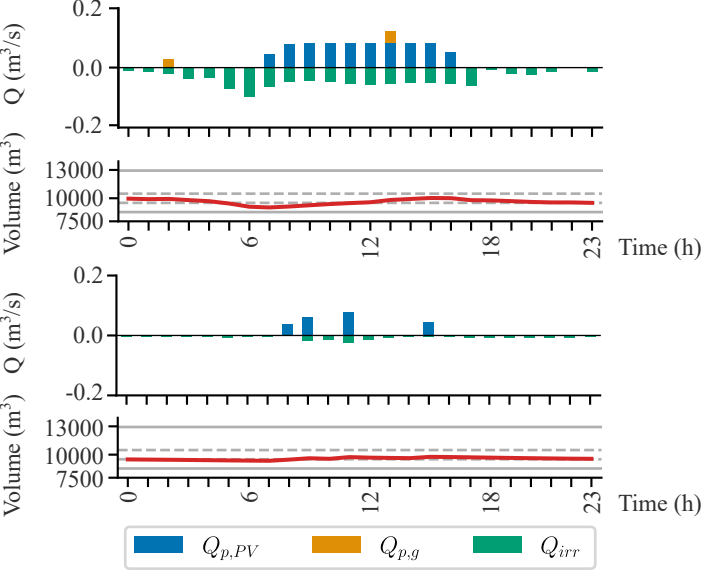 Q (m³/s)
0.2
0.0
-0.2
Volume (m³)
13000
10000
7500
0 6 12 18 23 Time (h)
Q (m³/s)
0.2
0.0
-0.2
Volume (m³)
13000
10000
7500
0 6 12 18 23 Time (h)
Q_{p,PV} Q_{p,g} Q_{irr}